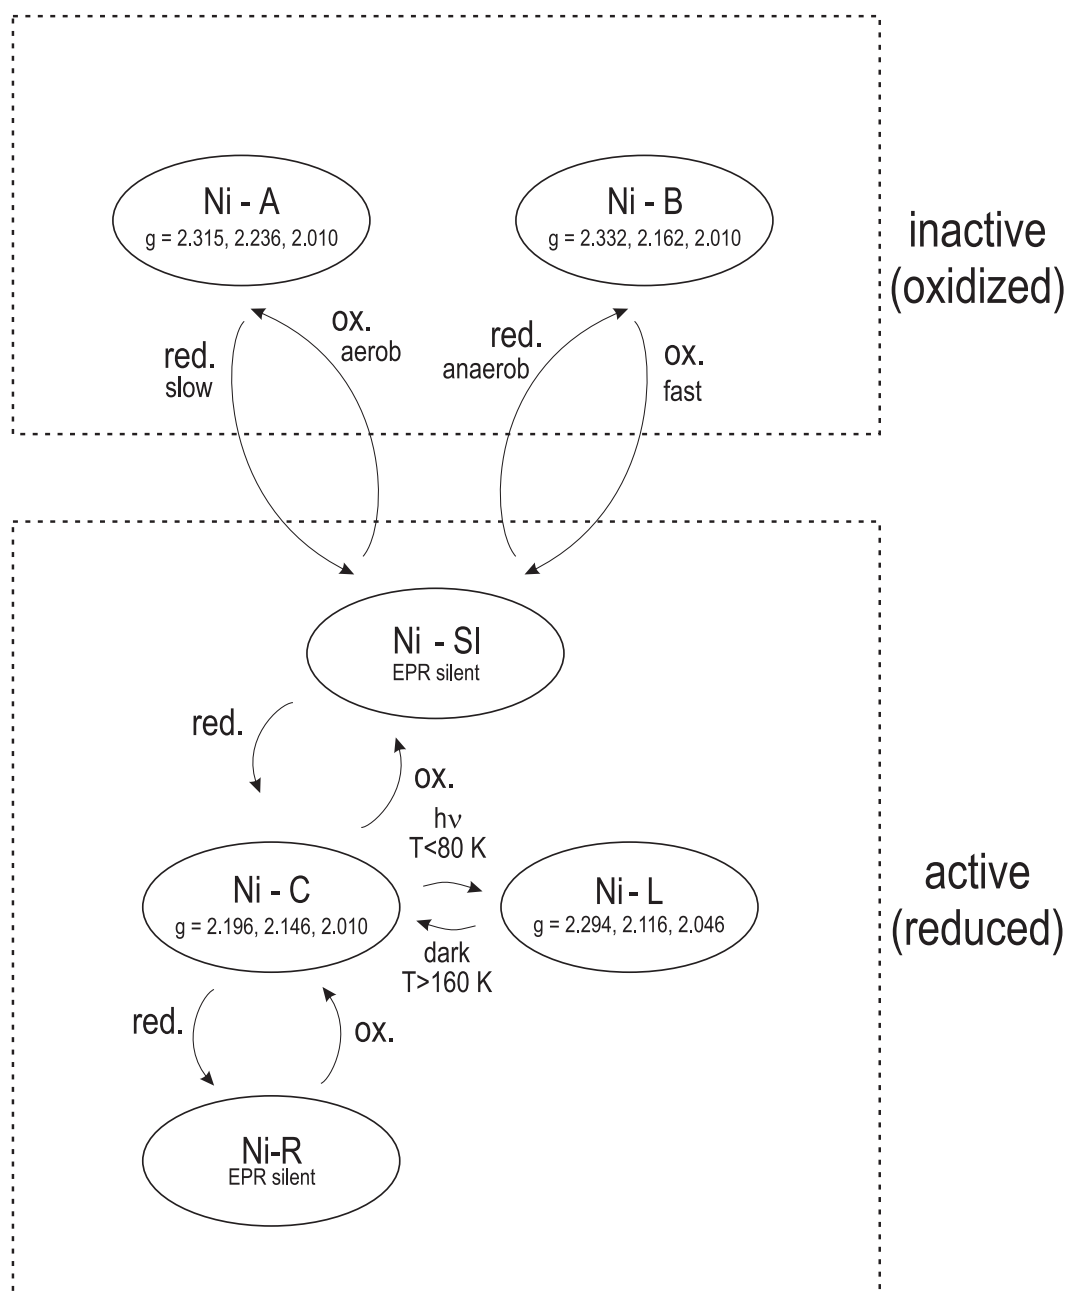 Ni - A
g = 2.315, 2.236, 2.010
Ni - B
g = 2.332, 2.162, 2.010
inactive
(oxidized)
red.
slow
ox.
aerob
red.
anaerob
ox.
fast
Ni - SI
EPR silent
red.
ox.
hν
T<80 K
Ni - C
g = 2.196, 2.146, 2.010
Ni - L
g = 2.294, 2.116, 2.046
dark
T>160 K
active
(reduced)
red.
ox.
Ni-R
EPR silent